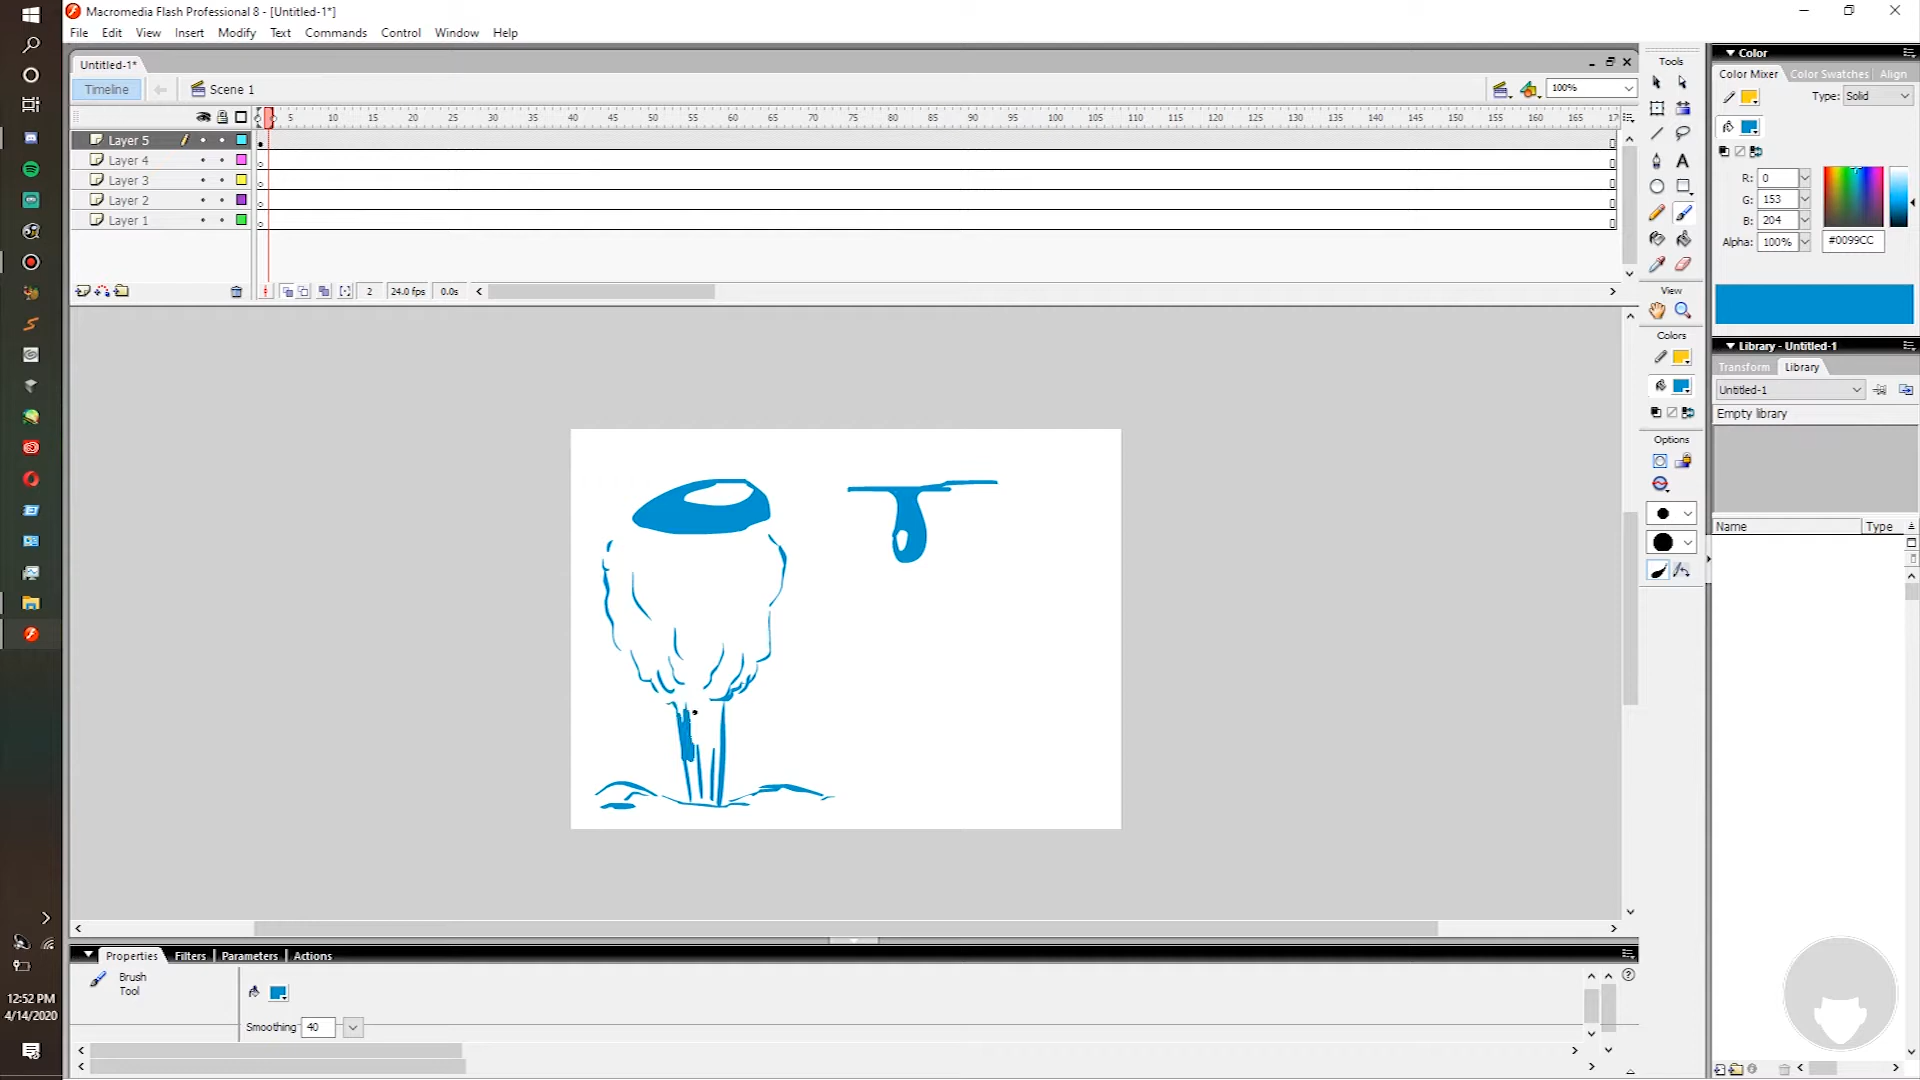 Macromedia Flash Professional 8 - [Untitled-1*]
File Edit View Insert Modify Text Commands Control Window Help
Untitled-1*
Timeline Scene 1 100%
5 10 15 20 25 30 35 40 45 50 55 60 65 70 75 80 85 90 95 100 105 110 115 120 125 130 135 140 145 150 155 160 165 17
Layer 5
Layer 4
Layer 3
Layer 2
Layer 1
2 24.0 fps 0.0s
Tools
View
Colors
Options
Color
Color Mixer Color Swatches Align
Type: Solid
R: 0
G: 153
B: 204
Alpha: 100% #0099CC
Library - Untitled-1
Transform Library
Untitled-1
Empty library
Name Type
Properties Filters Parameters Actions
Brush
Tool
Smoothing 40
12:52 PM
4/14/2020